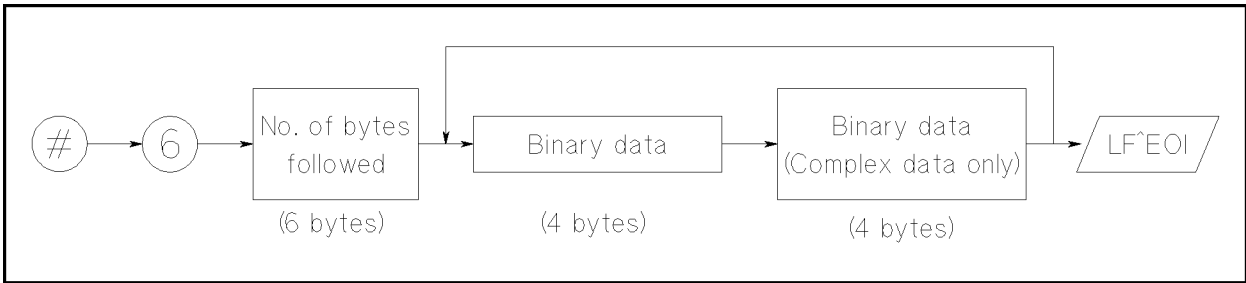 #
6
No. of bytes
followed
(6 bytes)
Binary data
(4 bytes)
Binary data
(Complex data only)
(4 bytes)
LF^EOI